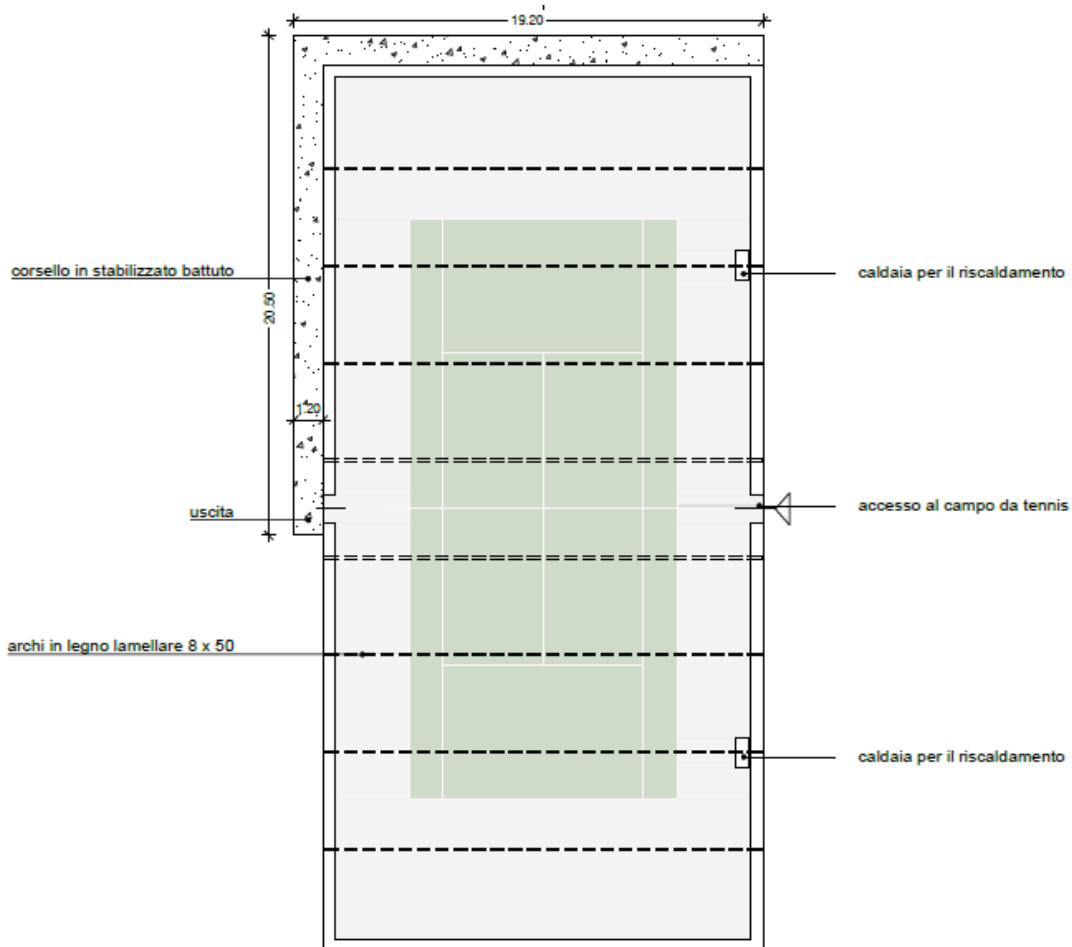 19.20
corsello in stabilizzato battuto
caldaia per il riscaldamento
20.50
1.20
uscita
accesso al campo da tennis
archi in legno lamellare 8 x 50
caldaia per il riscaldamento